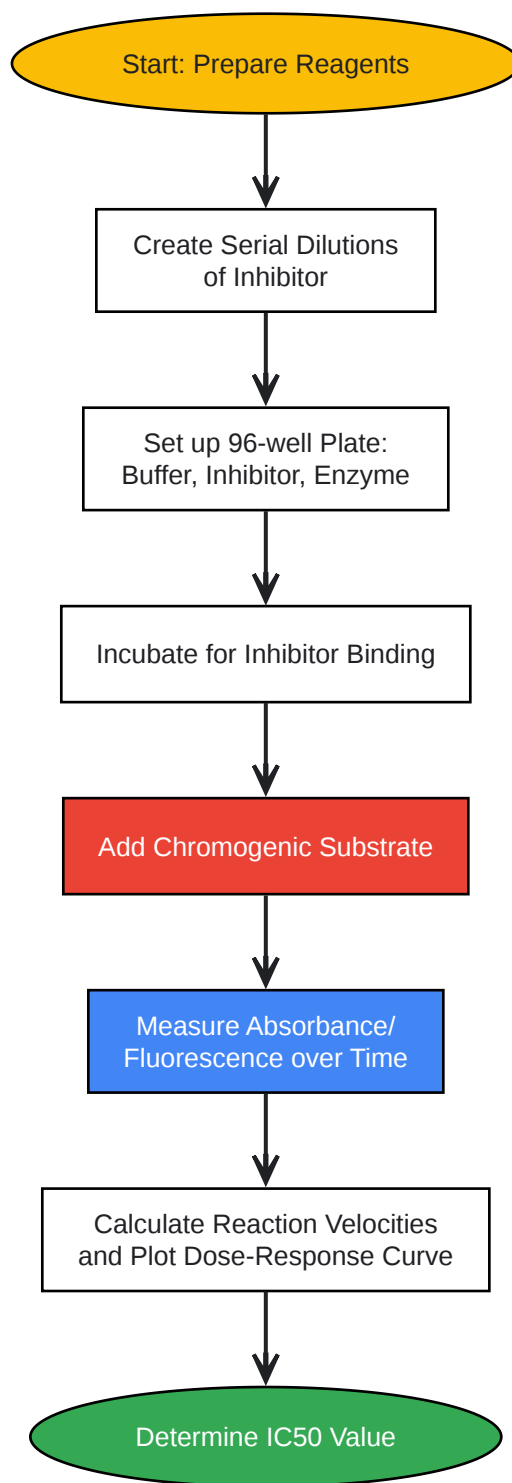 Start: Prepare Reagents
Create Serial Dilutions
of Inhibitor
Set up 96-well Plate:
Buffer, Inhibitor, Enzyme
Incubate for Inhibitor Binding
Add Chromogenic Substrate
Measure Absorbance/
Fluorescence over Time
Calculate Reaction Velocities
and Plot Dose-Response Curve
Determine IC50 Value